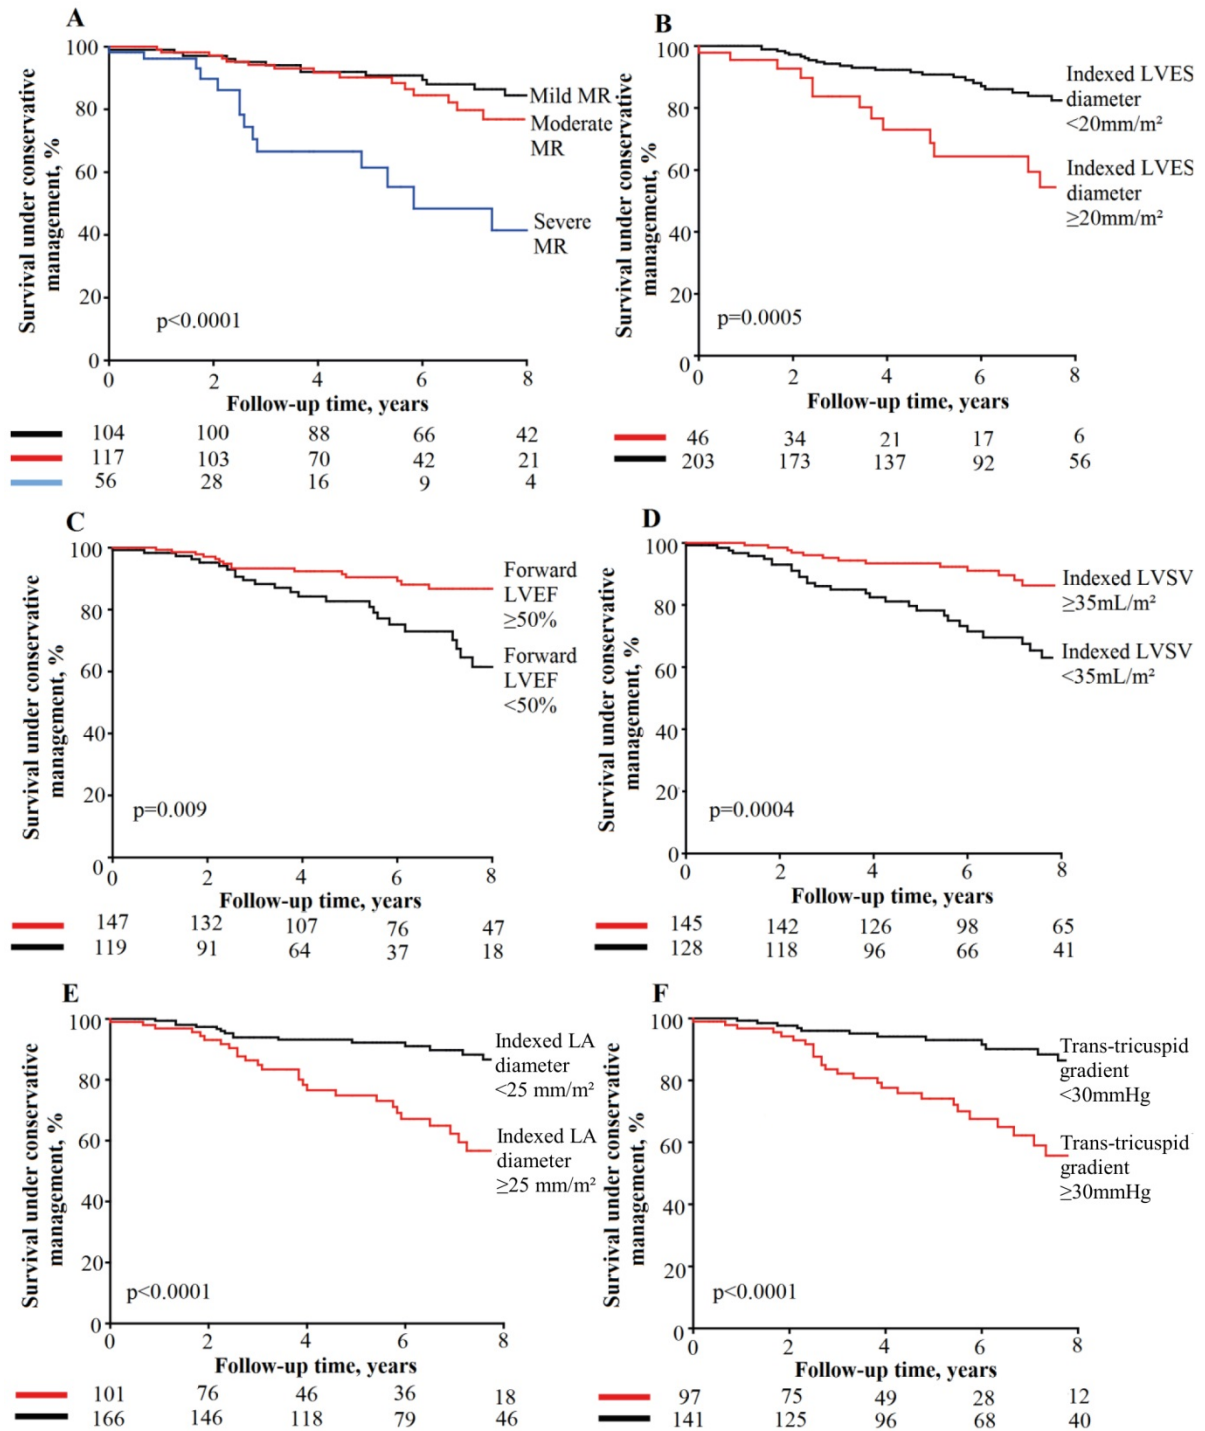 A
Survival under conservative
management, %
100
80
60
40
20
0
Mild MR
Moderate
MR
Severe
MR
p<0.0001
0 2 4 6 8
Follow-up time, years
104 100 88 66 42
117 103 70 42 21
56 28 16 9 4
B
Survival under conservative
management, %
100
80
60
40
20
0
Indexed LVES
diameter
<20mm/m²
Indexed LVES
diameter
≥20mm/m²
p=0.0005
0 2 4 6 8
Follow-up time, years
46 34 21 17 6
203 173 137 92 56
C
Survival under conservative
management, %
100
80
60
40
20
0
Forward
LVEF
≥50%
Forward
LVEF
<50%
p=0.009
0 2 4 6 8
Follow-up time, years
147 132 107 76 47
119 91 64 37 18
D
Survival under conservative
management, %
100
80
60
40
20
0
Indexed LVSV
≥35mL/m²
Indexed LVSV
<35mL/m²
p=0.0004
0 2 4 6 8
Follow-up time, years
145 142 126 98 65
128 118 96 66 41
E
Survival under conservative
management, %
100
80
60
40
20
0
Indexed LA
diameter
<25 mm/m²
Indexed LA
diameter
≥25 mm/m²
p<0.0001
0 2 4 6 8
Follow-up time, years
101 76 46 36 18
166 146 118 79 46
F
Survival under conservative
management, %
100
80
60
40
20
0
Trans-tricuspid
gradient
<30mmHg
Trans-tricuspid
gradient
≥30mmHg
p<0.0001
0 2 4 6 8
Follow-up time, years
97 75 49 28 12
141 125 96 68 40